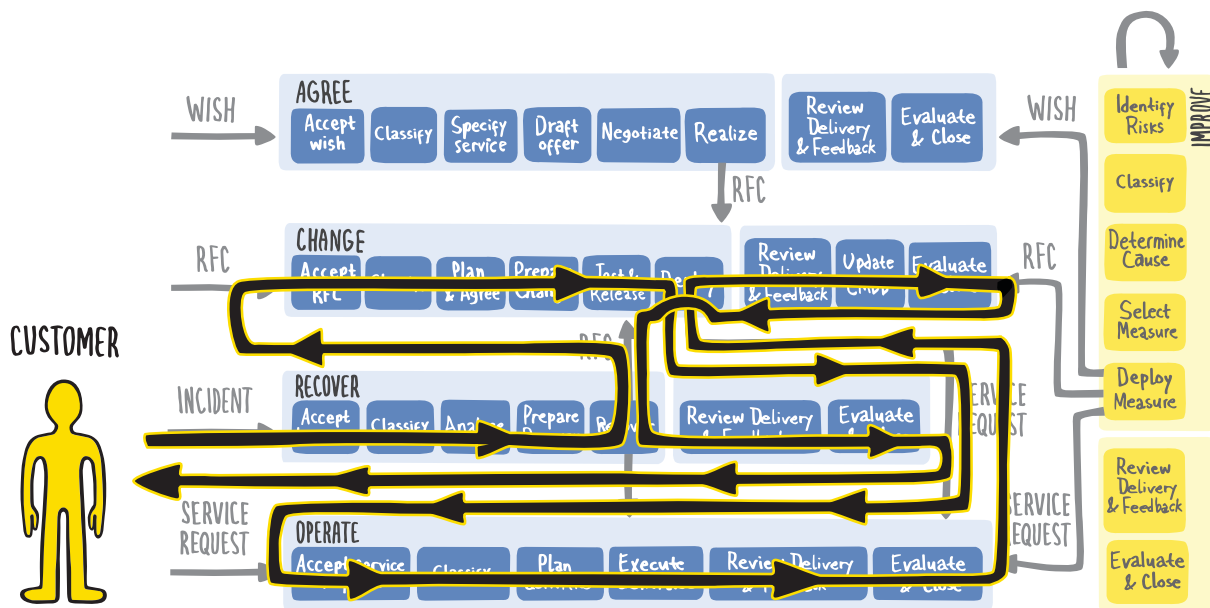 AGREE
WISH
Accept
wish
Classify
Specify
service
Draft
offer
Negotiate
Realize
Review
Delivery
& Feedback
Evaluate
& Close
WISH
Identify
Risks
IMPROVE
Classify
RFC
CHANGE
RFC
Accept
RFC
Plan
& Agree
Release
Review
& Feedback
Update
Evaluate
RFC
Determine
Cause
Select
Measure
CUSTOMER
RFC
RECOVER
INCIDENT
Accept
Classify
Prepare
Review Delivery
Evaluate
SERVICE
REQUEST
Deploy
Measure
SERVICE
REQUEST
OPERATE
Accept Service
Plan
Execute
Review Delivery
Evaluate
SERVICE
REQUEST
Review
Delivery
& Feedback
Evaluate
& Close